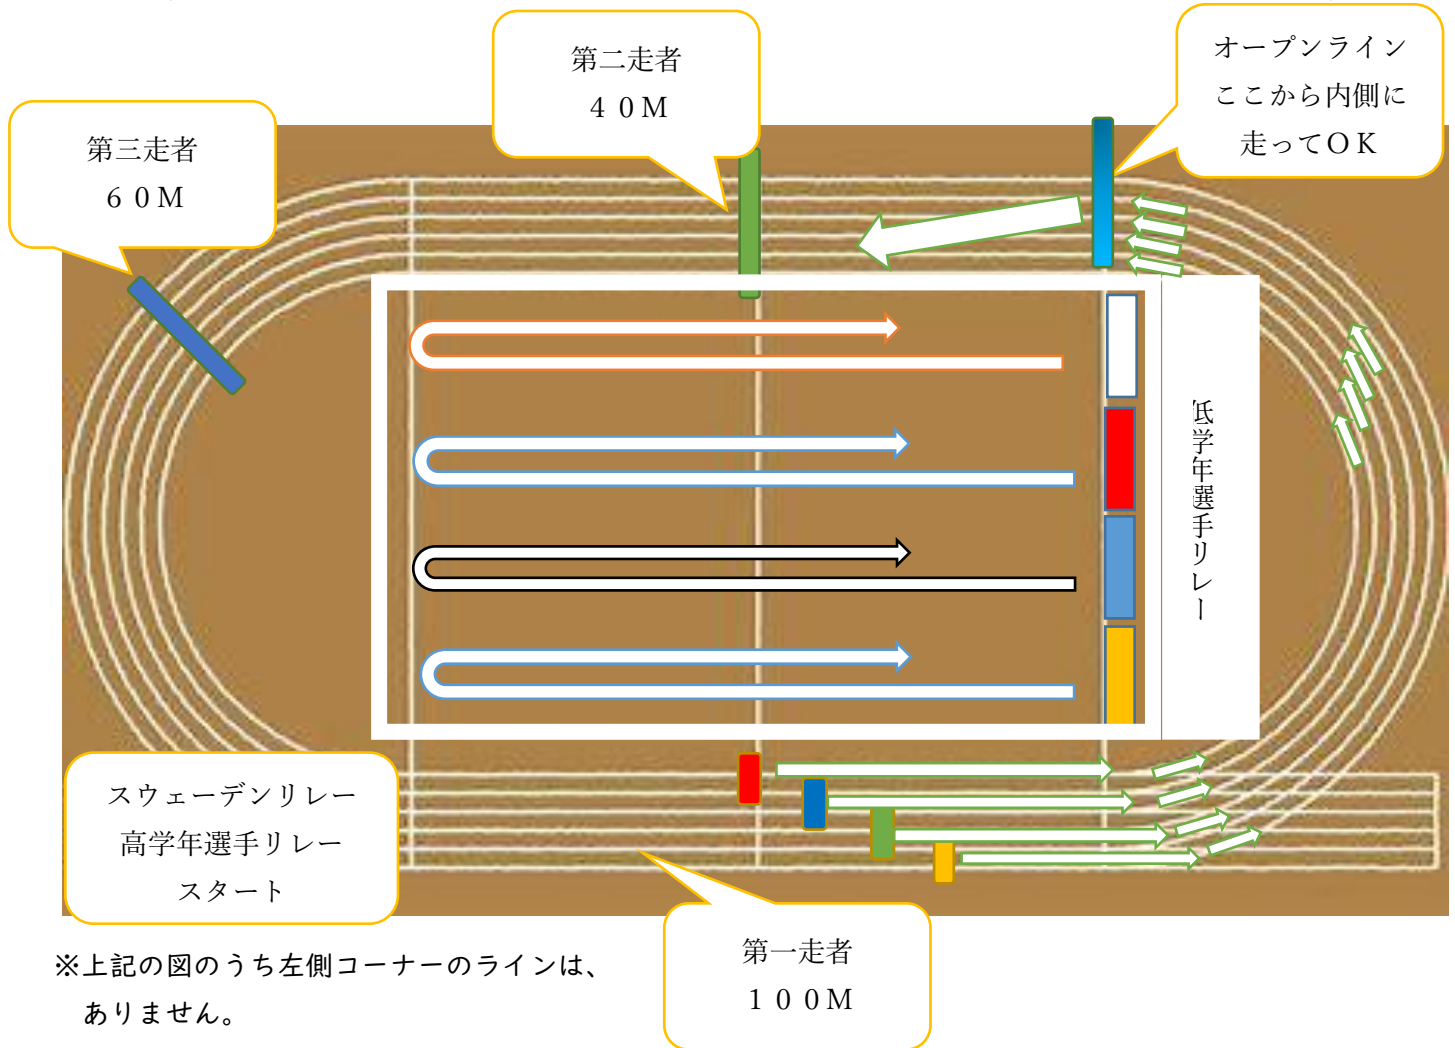 オープンライン
ここから内側に
走ってＯＫ
第二走者
４０Ｍ
第三走者
６０Ｍ
低学年選手リレー
スウェーデンリレー
高学年選手リレー
スタート
第一走者
１００Ｍ
※上記の図のうち左側コーナーのラインは、
ありません。